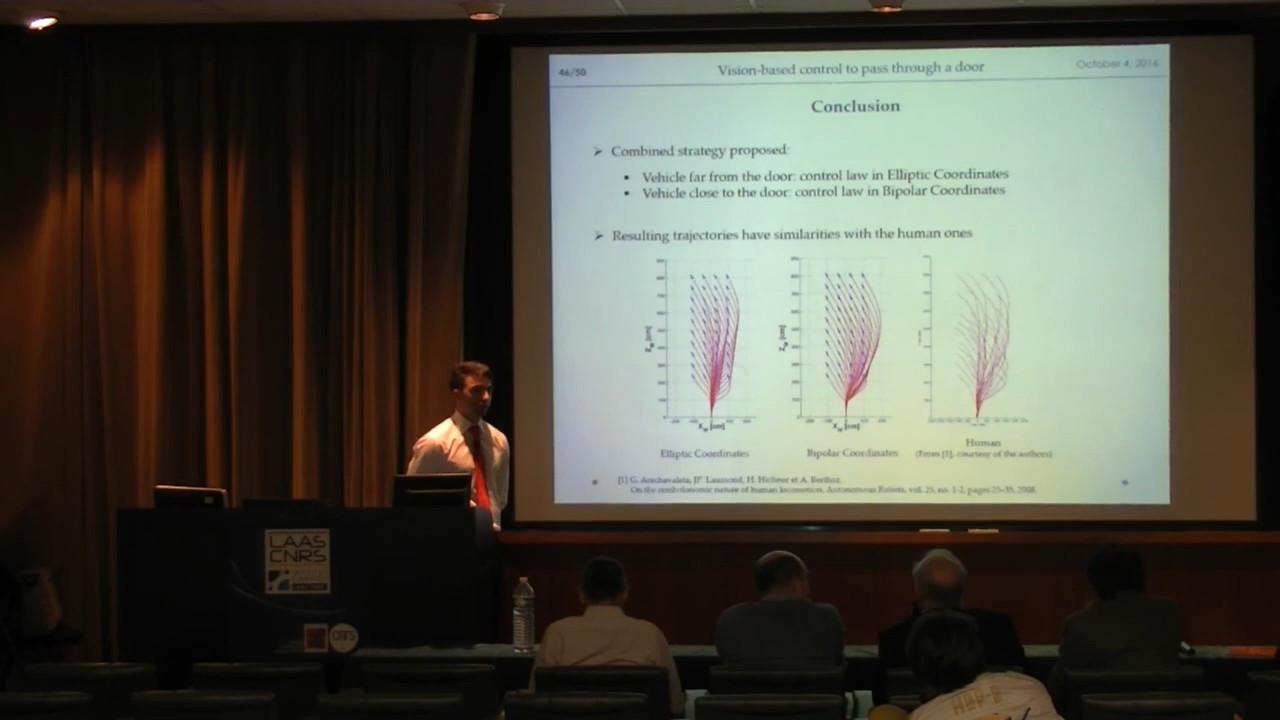 46/50
Vision-based control to pass through a door
October 4, 2016
Conclusion
➢ Combined strategy proposed:
▪ Vehicle far from the door: control law in Elliptic Coordinates
▪ Vehicle close to the door: control law in Bipolar Coordinates
➢ Resulting trajectories have similarities with the human ones
Elliptic Coordinates
Bipolar Coordinates
Human
(From [1], courtesy of the authors)
[1] G. Arechavaleta, JP Laumond, H. Hicheur et A. Berthoz.
On the nonholonomic nature of human locomotion. Autonomous Robots, vol. 25, no. 1-2, pages 25–35, 2008.
LAAS
CNRS
cnrs
HRP-2